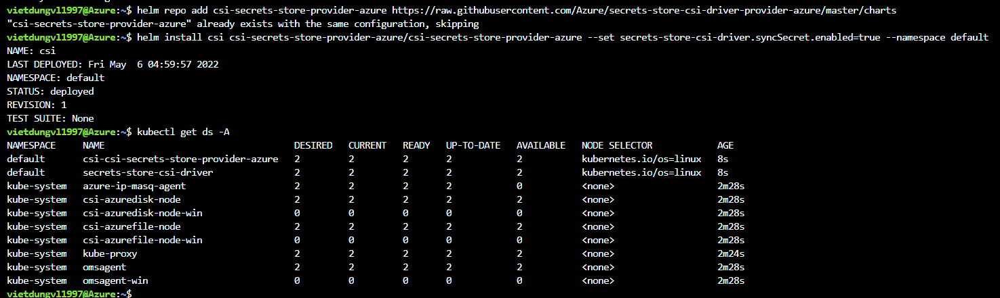 vietdungvl1997@Azure:~$ helm repo add csi-secrets-store-provider-azure https://raw.githubusercontent.com/Azure/secrets-store-csi-driver-provider-azure/master/charts
"csi-secrets-store-provider-azure" already exists with the same configuration, skipping
vietdungvl1997@Azure:~$ helm install csi csi-secrets-store-provider-azure/csi-secrets-store-provider-azure --set secrets-store-csi-driver.syncSecret.enabled=true --namespace default
NAME: csi
LAST DEPLOYED: Fri May  6 04:59:57 2022
NAMESPACE: default
STATUS: deployed
REVISION: 1
TEST SUITE: None
vietdungvl1997@Azure:~$ kubectl get ds -A
NAMESPACE     NAME                                   DESIRED   CURRENT   READY   UP-TO-DATE   AVAILABLE   NODE SELECTOR            AGE
default       csi-csi-secrets-store-provider-azure   2         2         2       2            2           kubernetes.io/os=linux   8s
default       secrets-store-csi-driver               2         2         2       2            2           kubernetes.io/os=linux   8s
kube-system   azure-ip-masq-agent                    2         2         2       2            0           <none>                   2m28s
kube-system   csi-azuredisk-node                     2         2         2       2            2           <none>                   2m28s
kube-system   csi-azuredisk-node-win                 0         0         0       0            0           <none>                   2m28s
kube-system   csi-azurefile-node                     2         2         2       2            2           <none>                   2m28s
kube-system   csi-azurefile-node-win                 0         0         0       0            0           <none>                   2m28s
kube-system   kube-proxy                             2         2         2       2            2           <none>                   2m24s
kube-system   omsagent                               2         2         2       2            2           <none>                   2m28s
kube-system   omsagent-win                           0         0         0       0            0           <none>                   2m28s
vietdungvl1997@Azure:~$